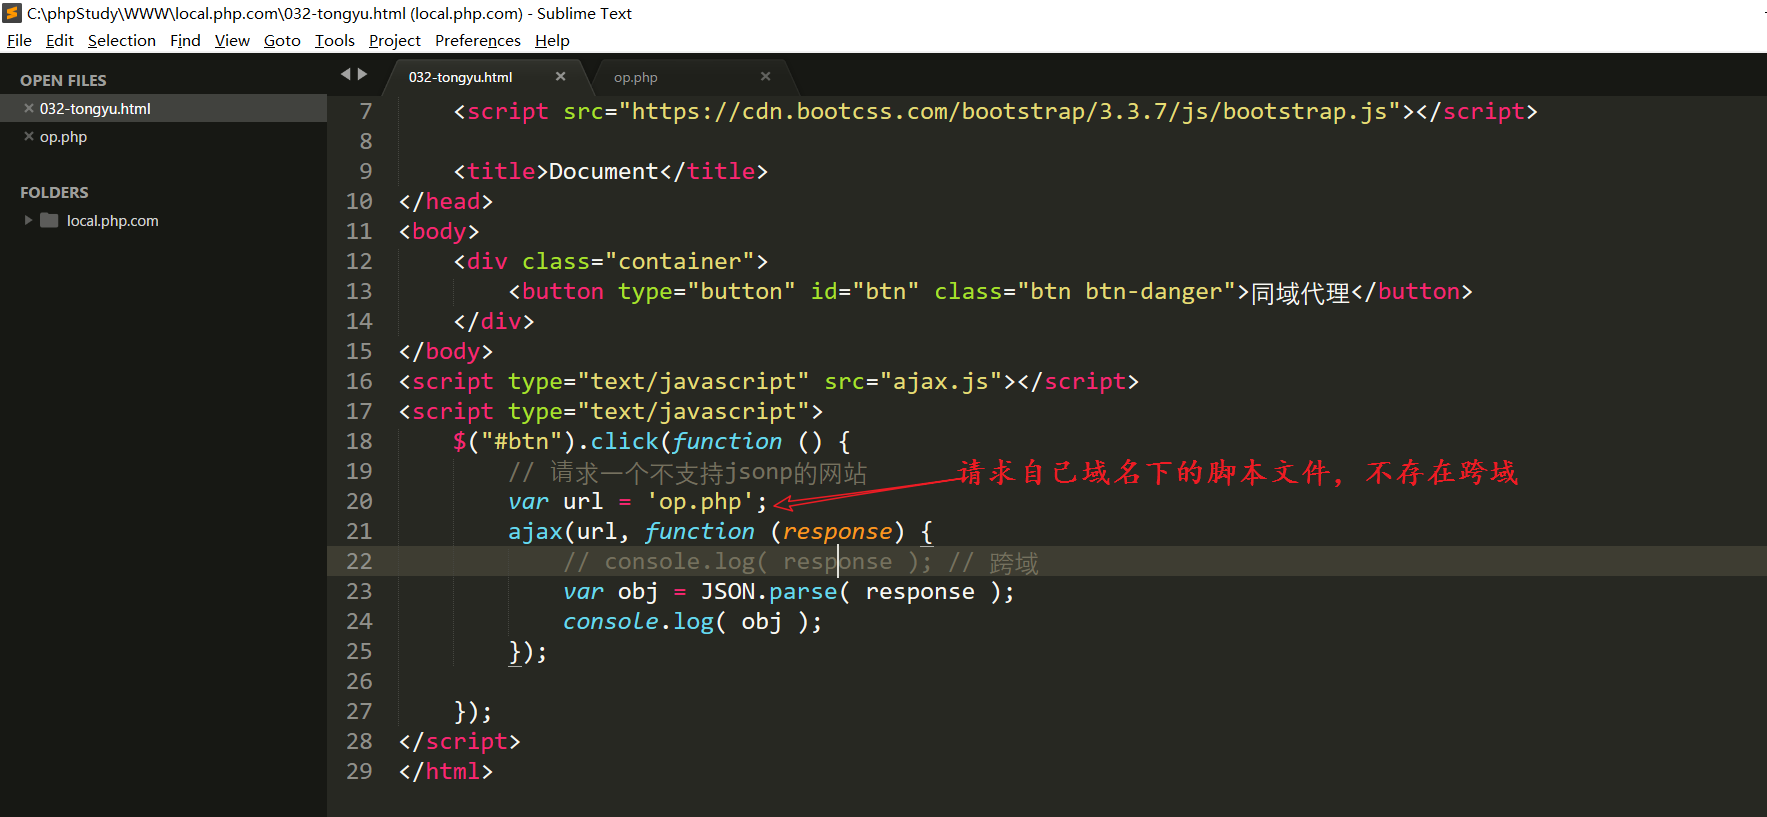 C:\phpStudy\WWW\local.php.com\032-tongyu.html (local.php.com) - Sublime Text
File Edit Selection Find View Goto Tools Project Preferences Help
OPEN FILES
032-tongyu.html
op.php
FOLDERS
local.php.com
032-tongyu.html op.php
7 <script src="https://cdn.bootcss.com/bootstrap/3.3.7/js/bootstrap.js"></script>
8
9 <title>Document</title>
10 </head>
11 <body>
12 <div class="container">
13 <button type="button" id="btn" class="btn btn-danger">同域代理</button>
14 </div>
15 </body>
16 <script type="text/javascript" src="ajax.js"></script>
17 <script type="text/javascript">
18 $("#btn").click(function () {
19 // 请求一个不支持jsonp的网站
请求自己域名下的脚本文件，不存在跨域
20 var url = 'op.php';
21 ajax(url, function (response) {
22 // console.log( response ); // 跨域
23 var obj = JSON.parse( response );
24 console.log( obj );
25 });
26
27 });
28 </script>
29 </html>